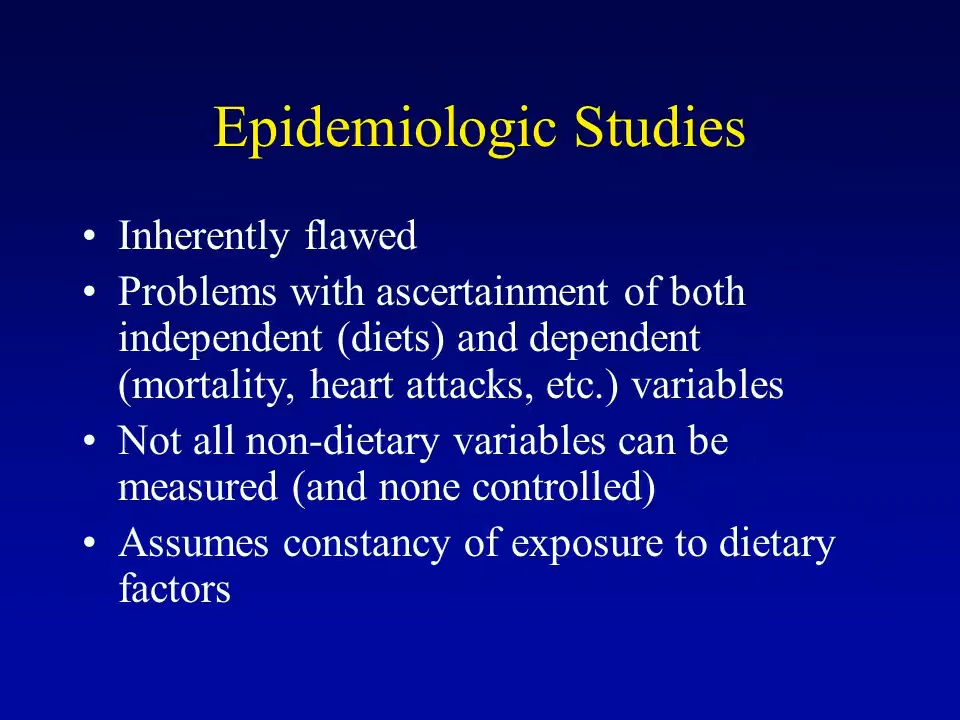 Epidemiologic Studies
• Inherently flawed
• Problems with ascertainment of both
independent (diets) and dependent
(mortality, heart attacks, etc.) variables
• Not all non-dietary variables can be
measured (and none controlled)
• Assumes constancy of exposure to dietary
factors